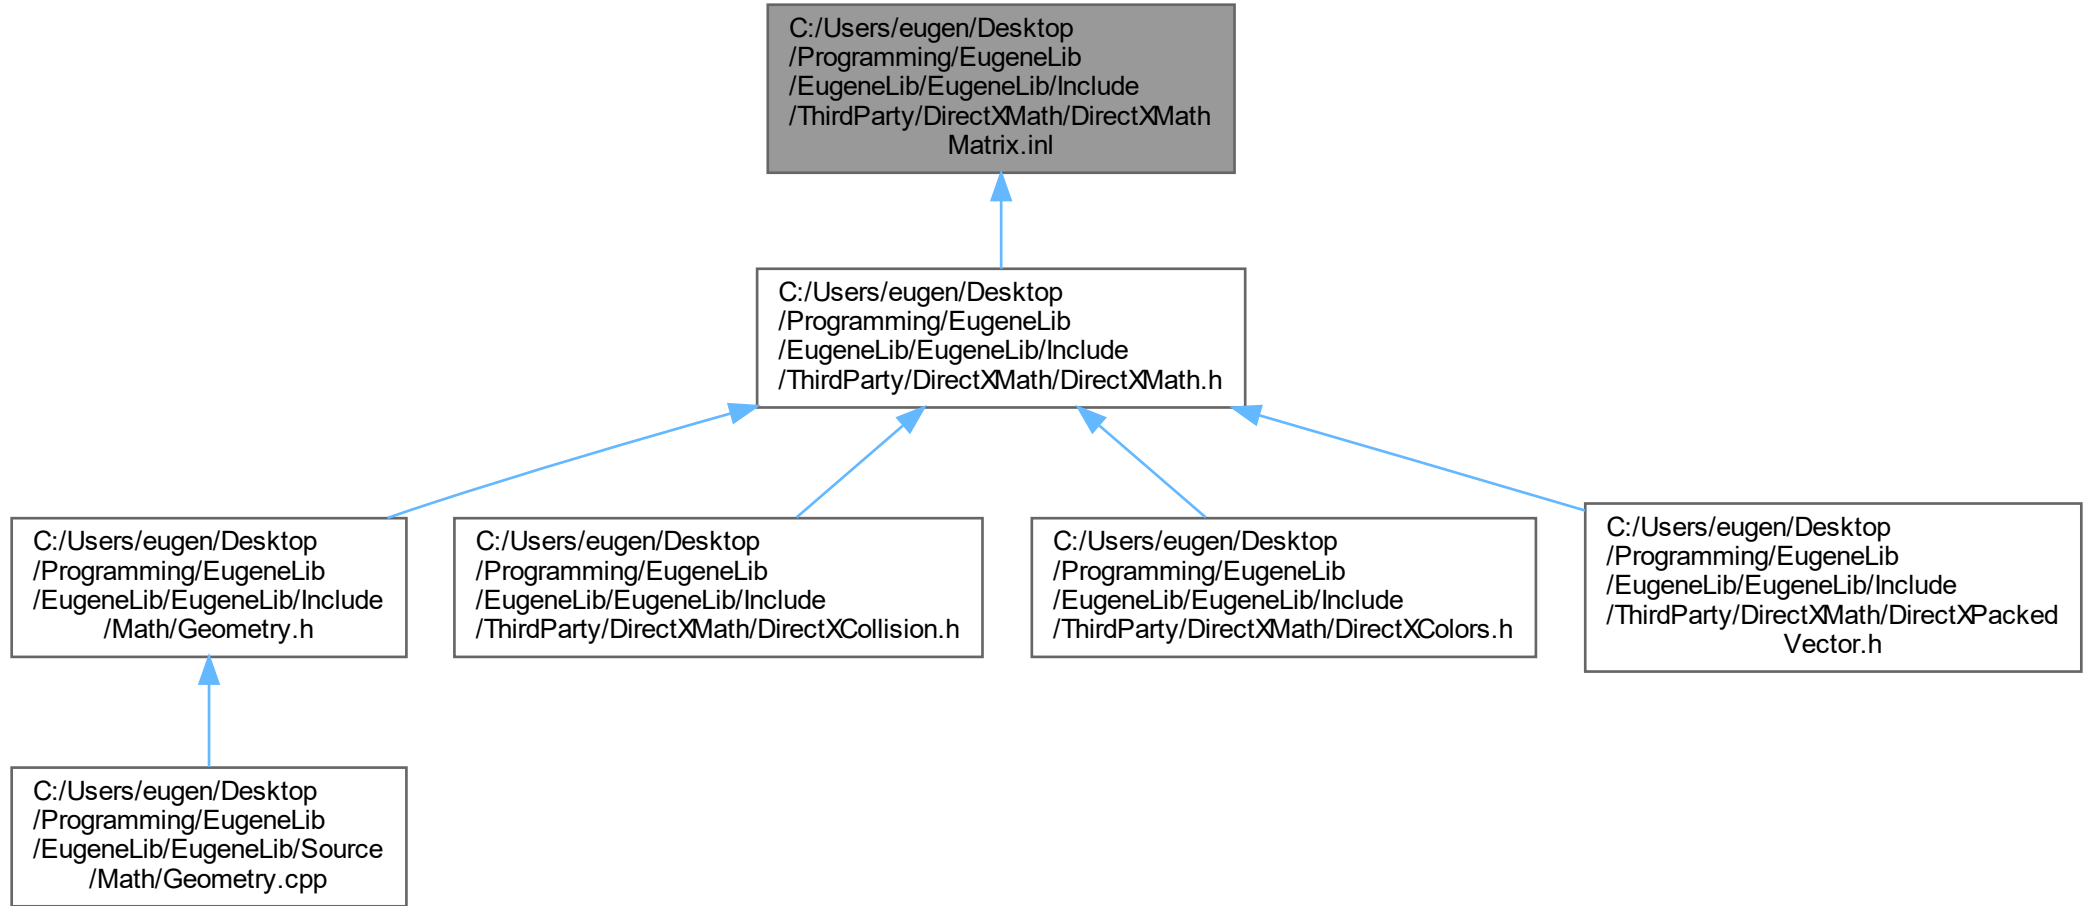 C:/Users/eugen/Desktop
/Programming/EugeneLib
/EugeneLib/EugeneLib/Include
/ThirdParty/DirectXMath/DirectXMath
Matrix.inl
C:/Users/eugen/Desktop
/Programming/EugeneLib
/EugeneLib/EugeneLib/Include
/ThirdParty/DirectXMath/DirectXMath.h
C:/Users/eugen/Desktop
/Programming/EugeneLib
/EugeneLib/EugeneLib/Include
/Math/Geometry.h
C:/Users/eugen/Desktop
/Programming/EugeneLib
/EugeneLib/EugeneLib/Include
/ThirdParty/DirectXMath/DirectXCollision.h
C:/Users/eugen/Desktop
/Programming/EugeneLib
/EugeneLib/EugeneLib/Include
/ThirdParty/DirectXMath/DirectXColors.h
C:/Users/eugen/Desktop
/Programming/EugeneLib
/EugeneLib/EugeneLib/Include
/ThirdParty/DirectXMath/DirectXPacked
Vector.h
C:/Users/eugen/Desktop
/Programming/EugeneLib
/EugeneLib/EugeneLib/Source
/Math/Geometry.cpp